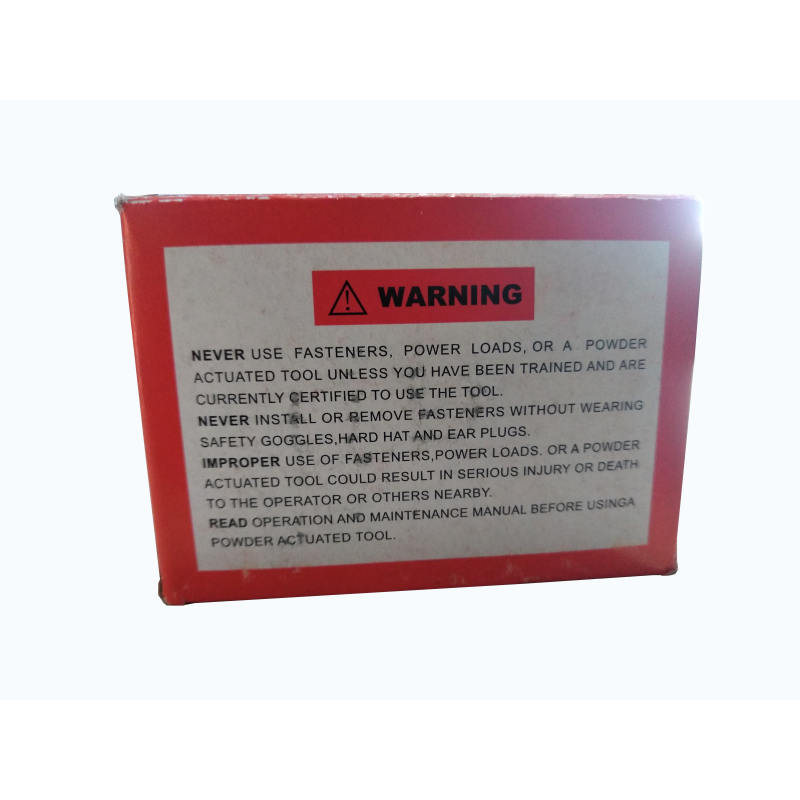 WARNING
NEVER USE FASTENERS, POWER LOADS, OR A POWDER
ACTUATED TOOL UNLESS YOU HAVE BEEN TRAINED AND ARE
CURRENTLY CERTIFIED TO USE THE TOOL.
NEVER INSTALL OR REMOVE FASTENERS WITHOUT WEARING
SAFETY GOGGLES,HARD HAT AND EAR PLUGS.
IMPROPER USE OF FASTENERS,POWER LOADS. OR A POWDER
ACTUATED TOOL COULD RESULT IN SERIOUS INJURY OR DEATH
TO THE OPERATOR OR OTHERS NEARBY.
READ OPERATION AND MAINTENANCE MANUAL BEFORE USINGA
POWDER ACTUATED TOOL.